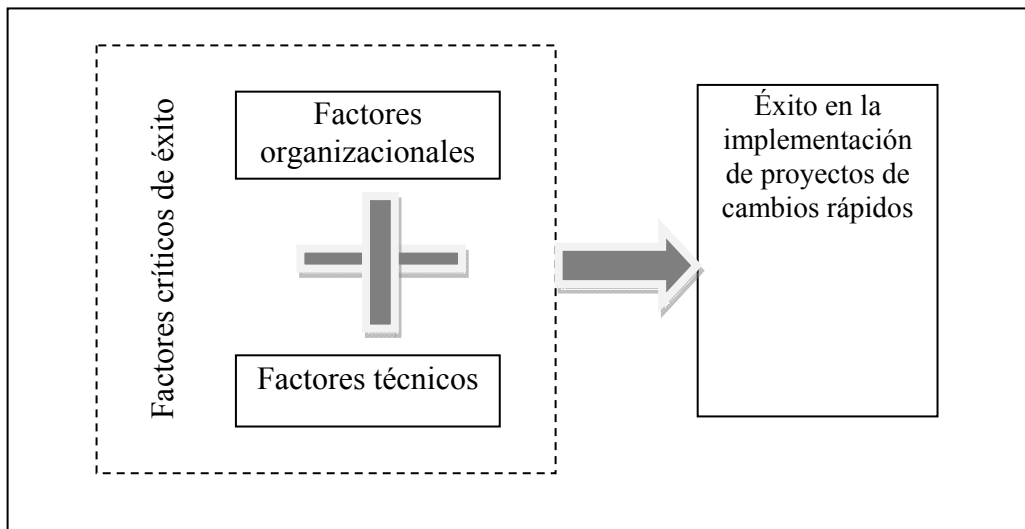 Factores críticos de éxito
Factores
organizacionales
Factores técnicos
Éxito en la
implementación
de proyectos de
cambios rápidos